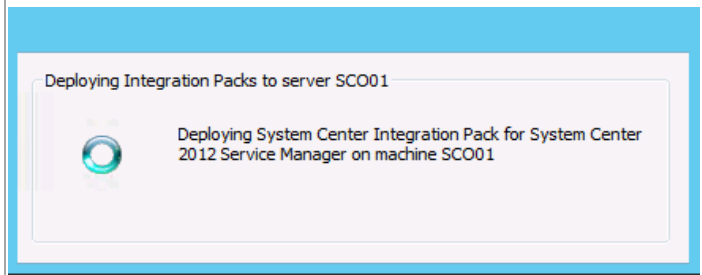 Deploying Integration Packs to server SCO01
Deploying System Center Integration Pack for System Center
2012 Service Manager on machine SCO01